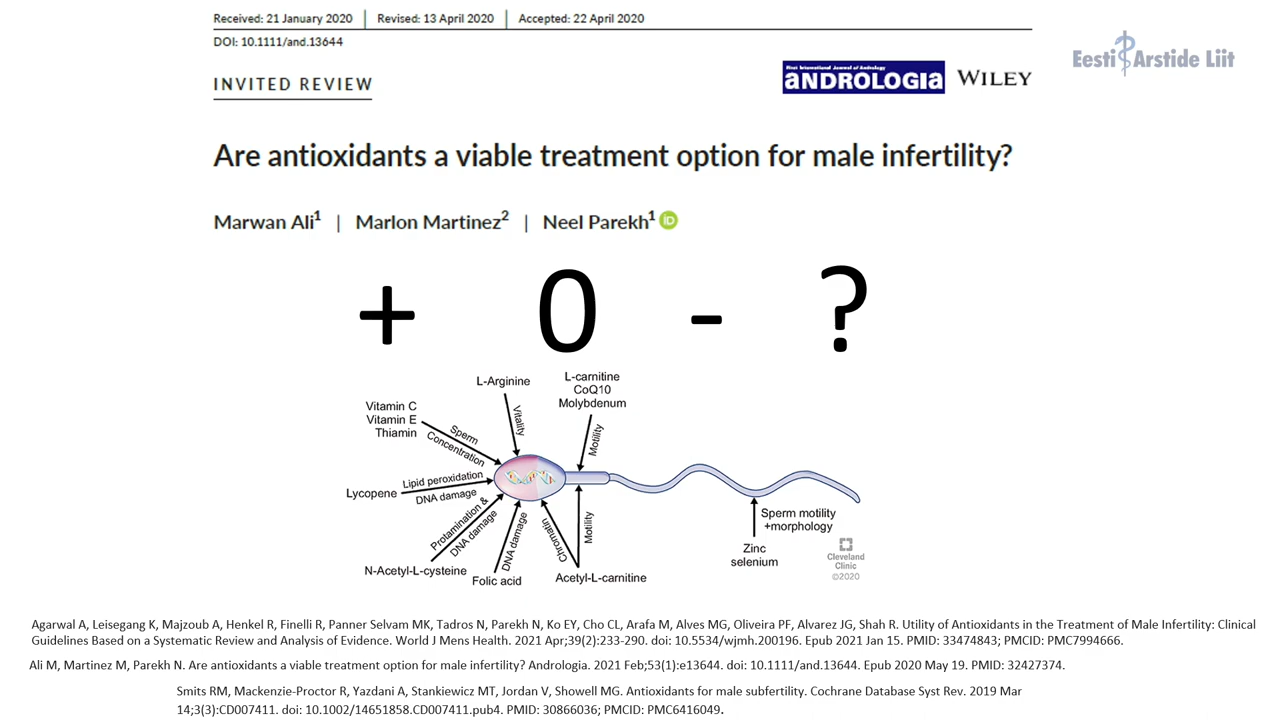 Received: 21 January 2020 | Revised: 13 April 2020 | Accepted: 22 April 2020
DOI: 10.1111/and.13644
Eesti Arstide Liit
INVITED REVIEW
First International Journal of Andrology
aNDROLOGIa
WILEY
Are antioxidants a viable treatment option for male infertility?
Marwan Ali1 | Marlon Martinez2 | Neel Parekh1 iD
+ 0 - ?
L-Arginine
Vitality
L-carnitine
CoQ10
Molybdenum
Motility
Vitamin C
Vitamin E
Thiamin
Sperm
Concentration
Lycopene
Lipid peroxidation
DNA damage
N-Acetyl-L-cysteine
Protamination &
DNA damage
Folic acid
DNA damage
Acetyl-L-carnitine
Chromatin
Motility
Sperm motility
+morphology
Zinc
selenium
Cleveland
Clinic
©2020
Agarwal A, Leisegang K, Majzoub A, Henkel R, Finelli R, Panner Selvam MK, Tadros N, Parekh N, Ko EY, Cho CL, Arafa M, Alves MG, Oliveira PF, Alvarez JG, Shah R. Utility of Antioxidants in the Treatment of Male Infertility: Clinical
Guidelines Based on a Systematic Review and Analysis of Evidence. World J Mens Health. 2021 Apr;39(2):233-290. doi: 10.5534/wjmh.200196. Epub 2021 Jan 15. PMID: 33474843; PMCID: PMC7994666.
Ali M, Martinez M, Parekh N. Are antioxidants a viable treatment option for male infertility? Andrologia. 2021 Feb;53(1):e13644. doi: 10.1111/and.13644. Epub 2020 May 19. PMID: 32427374.
Smits RM, Mackenzie-Proctor R, Yazdani A, Stankiewicz MT, Jordan V, Showell MG. Antioxidants for male subfertility. Cochrane Database Syst Rev. 2019 Mar
14;3(3):CD007411. doi: 10.1002/14651858.CD007411.pub4. PMID: 30866036; PMCID: PMC6416049.